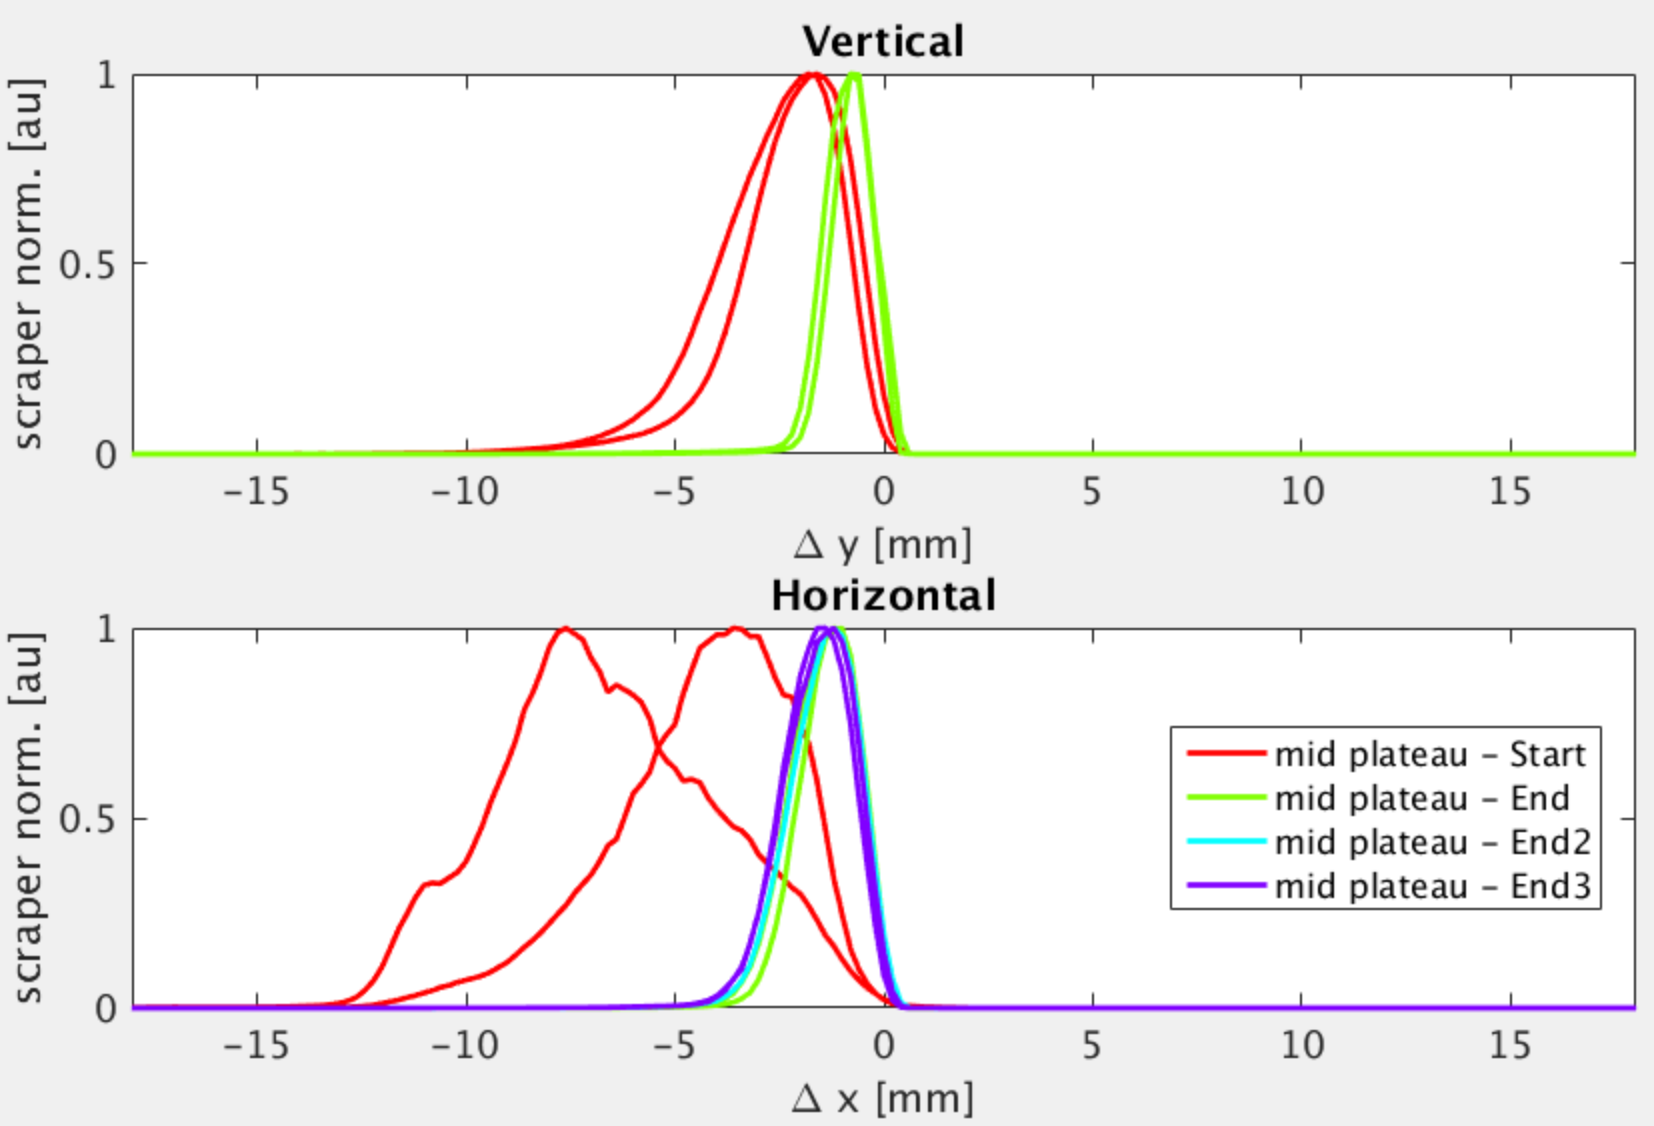 Vertical
scraper norm. [au]
1
0.5
0
−15 −10 −5 0 5 10 15
Δ y [mm]
Horizontal
scraper norm. [au]
1
0.5
0
mid plateau − Start
mid plateau − End
mid plateau − End2
mid plateau − End3
−15 −10 −5 0 5 10 15
Δ x [mm]